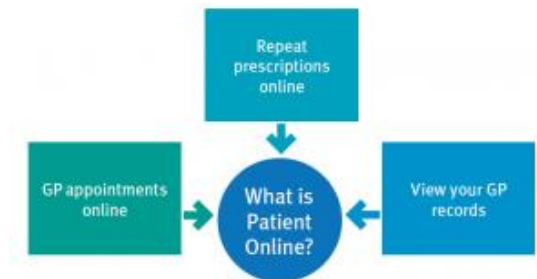 Repeat
prescriptions
online
GP appointments
online
What is
Patient
Online?
View your GP
records